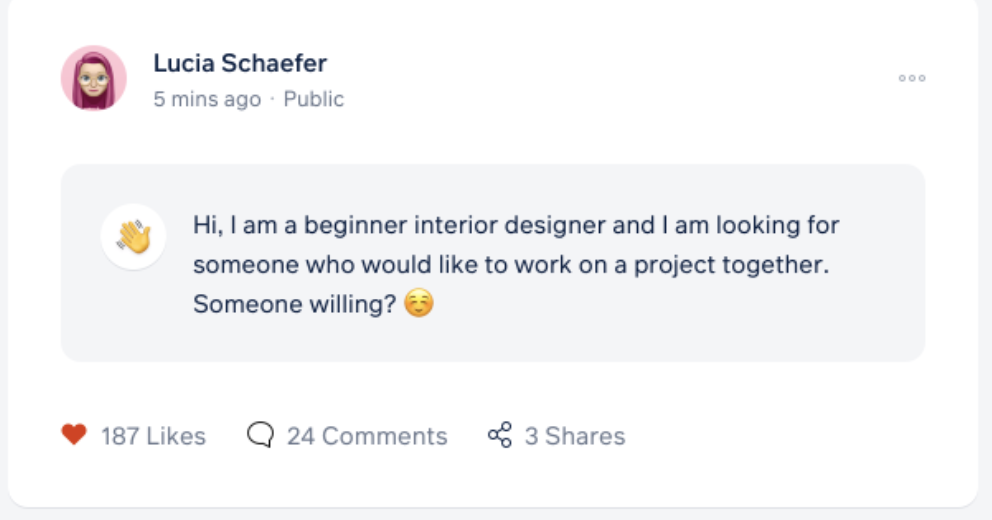 Lucia Schaefer
5 mins ago · Public
Hi, I am a beginner interior designer and I am looking for
someone who would like to work on a project together.
Someone willing? ☺️
187 Likes 24 Comments 3 Shares